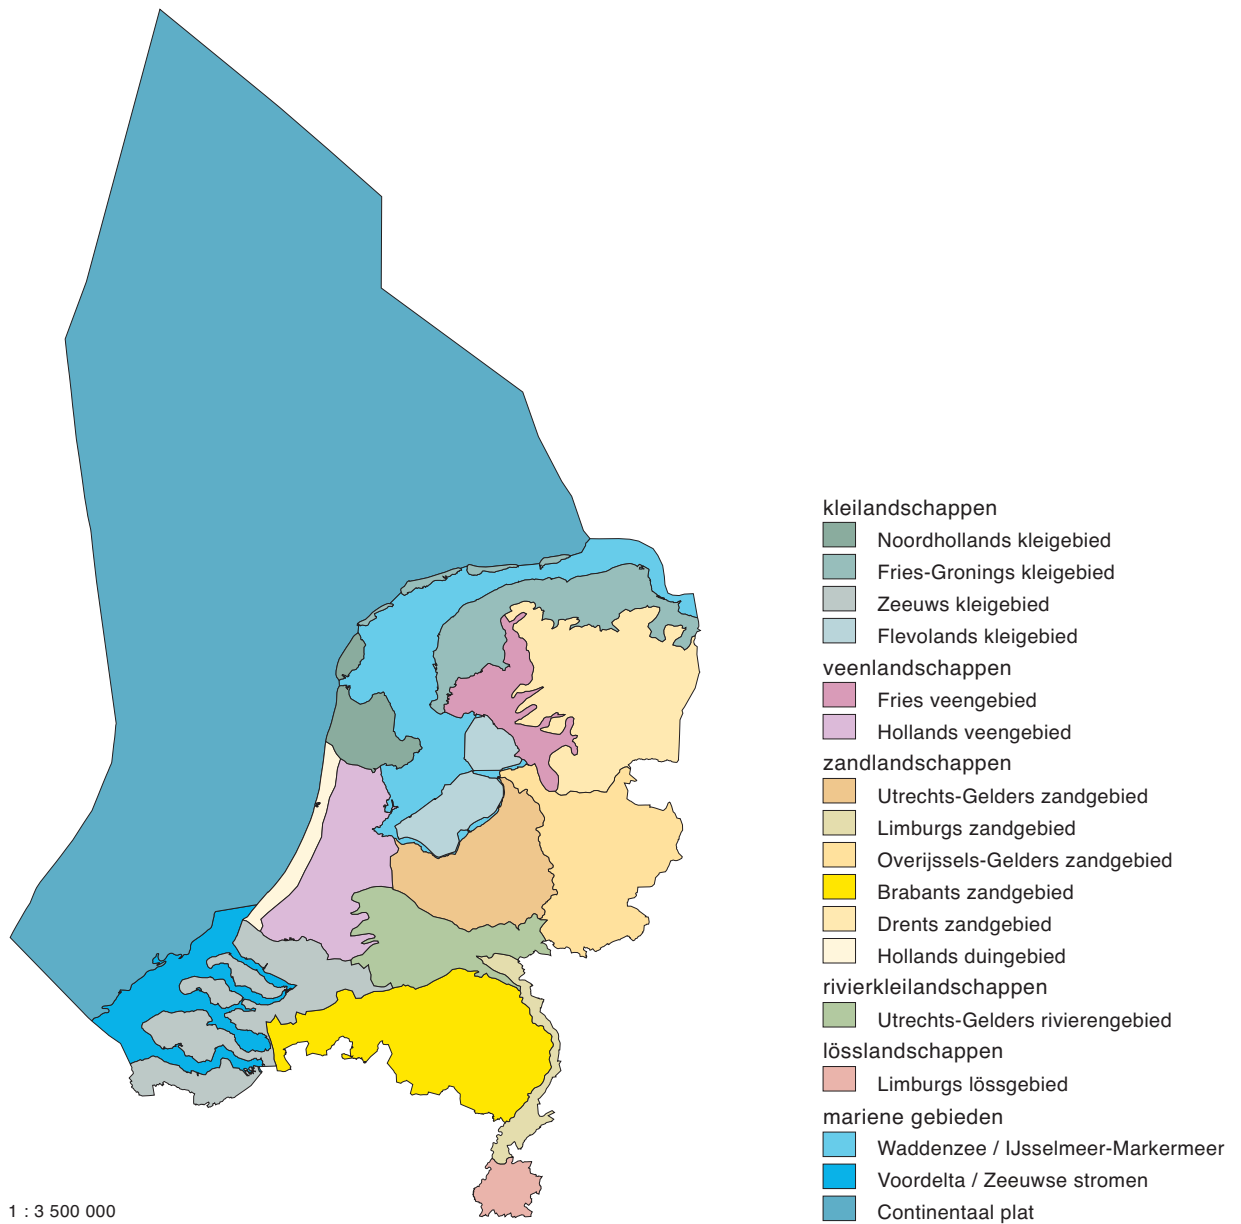 kleilandschappen
Noordhollands kleigebied
Fries-Gronings kleigebied
Zeeuws kleigebied
Flevolands kleigebied
veenlandschappen
Fries veengebied
Hollands veengebied
zandlandschappen
Utrechts-Gelders zandgebied
Limburgs zandgebied
Overijssels-Gelders zandgebied
Brabants zandgebied
Drents zandgebied
Hollands duingebied
rivierkleilandschappen
Utrechts-Gelders rivierengebied
lösslandschappen
Limburgs lössgebied
mariene gebieden
Waddenzee / IJsselmeer-Markermeer
Voordelta / Zeeuwse stromen
Continentaal plat
1 : 3 500 000